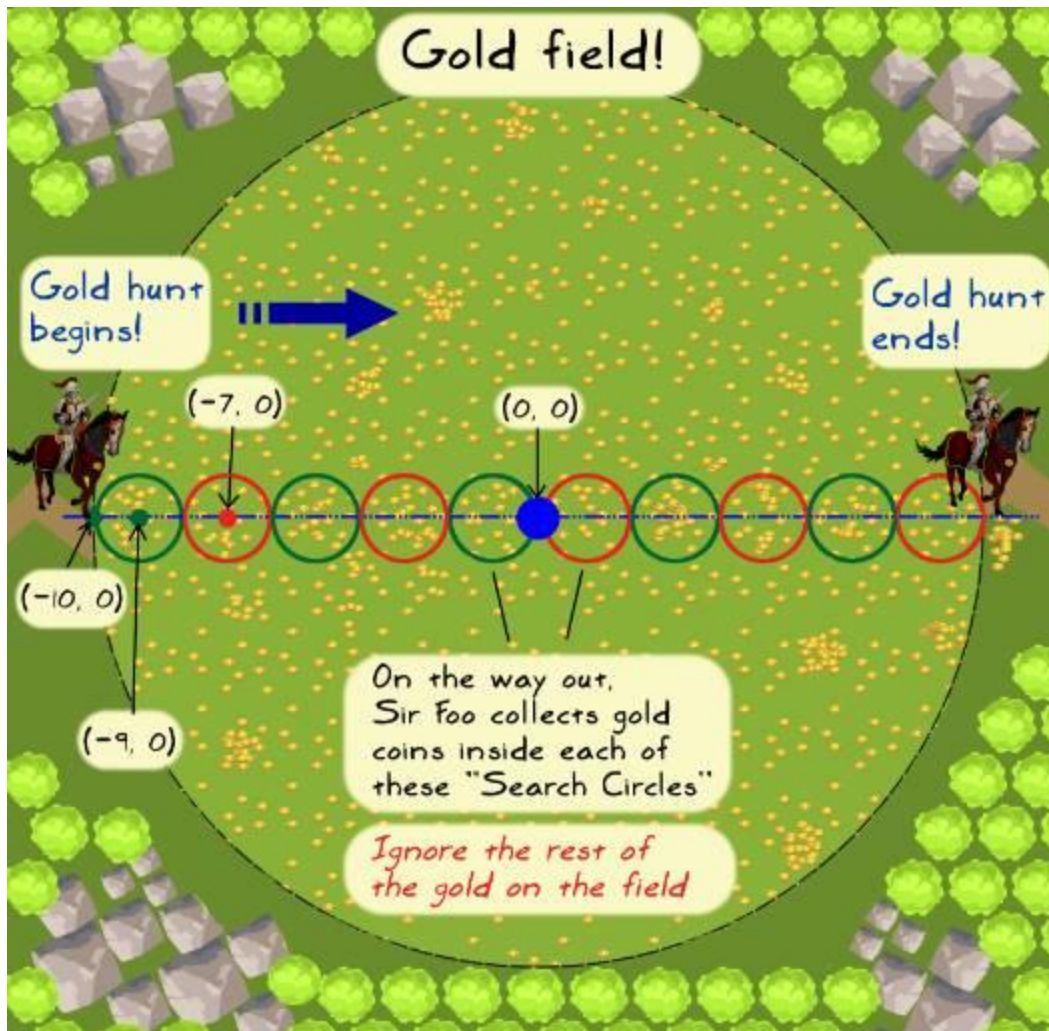 Gold field!
Gold hunt
begins!
Gold hunt
ends!
(-7, 0)
(0, 0)
(-10, 0)
(-9, 0)
On the way out,
Sir Foo collects gold
coins inside each of
these "Search Circles"
Ignore the rest of
the gold on the field